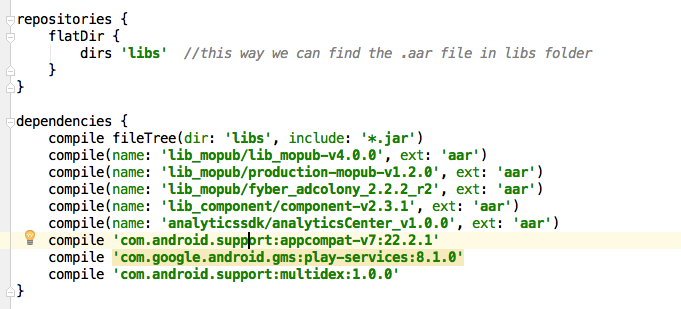 repositories {
    flatDir {
        dirs 'libs'  //this way we can find the .aar file in libs folder
    }
}
dependencies {
    compile fileTree(dir: 'libs', include: '*.jar')
    compile(name: 'lib_mopub/lib_mopub-v4.0.0', ext: 'aar')
    compile(name: 'lib_mopub/production-mopub-v1.2.0', ext: 'aar')
    compile(name: 'lib_mopub/fyber_adcolony_2.2.2_r2', ext: 'aar')
    compile(name: 'lib_component/component-v2.3.1', ext: 'aar')
    compile(name: 'analyticssdk/analyticsCenter_v1.0.0', ext: 'aar')
    compile 'com.android.support:appcompat-v7:22.2.1'
    compile 'com.google.android.gms:play-services:8.1.0'
    compile 'com.android.support:multidex:1.0.0'
}